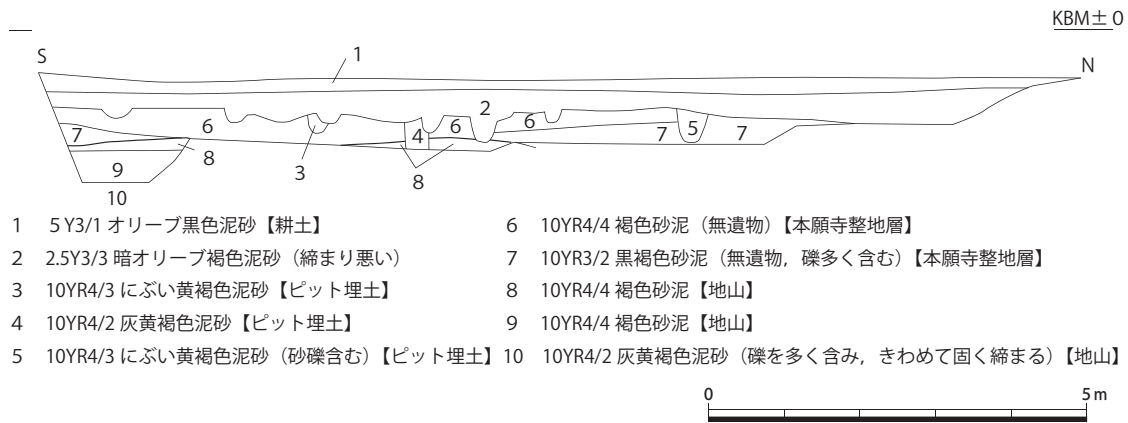 KBM±0
S
1
N
2
7
6
3
4
6
6
7
5
7
8
8
9
10
1 5Y3/1 オリーブ黒色泥砂【耕土】
2 2.5Y3/3 暗オリーブ褐色泥砂（締まり悪い）
3 10YR4/3 にぶい黄褐色泥砂【ピット埋土】
4 10YR4/2 灰黄褐色泥砂【ピット埋土】
5 10YR4/3 にぶい黄褐色泥砂（砂礫含む）【ピット埋土】
6 10YR4/4 褐色砂泥（無遺物）【本願寺整地層】
7 10YR3/2 黒褐色砂泥（無遺物，礫多く含む）【本願寺整地層】
8 10YR4/4 褐色砂泥【地山】
9 10YR4/4 褐色砂泥【地山】
10 10YR4/2 灰黄褐色泥砂（礫を多く含み，きわめて固く締まる）【地山】
0 5m